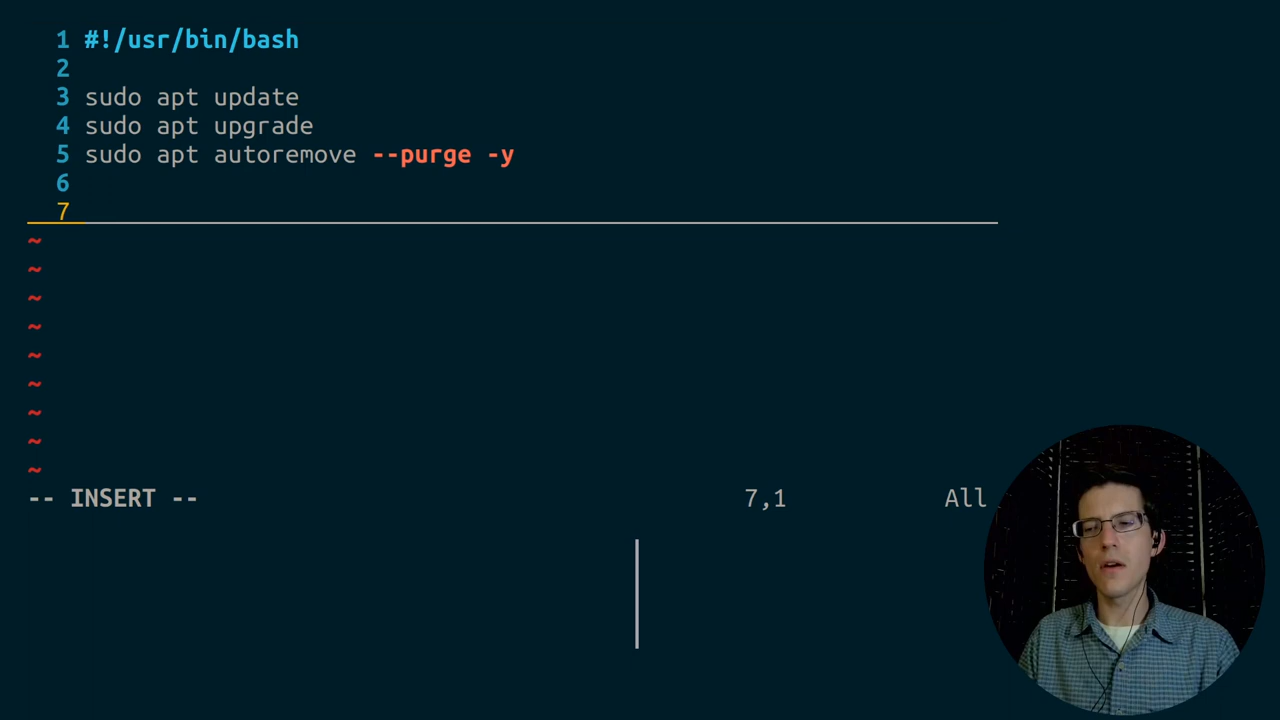 1 #!/usr/bin/bash
2
3 sudo apt update
4 sudo apt upgrade
5 sudo apt autoremove --purge -y
6
7
~
~
~
~
~
~
~
~
~
-- INSERT -- 7,1 All